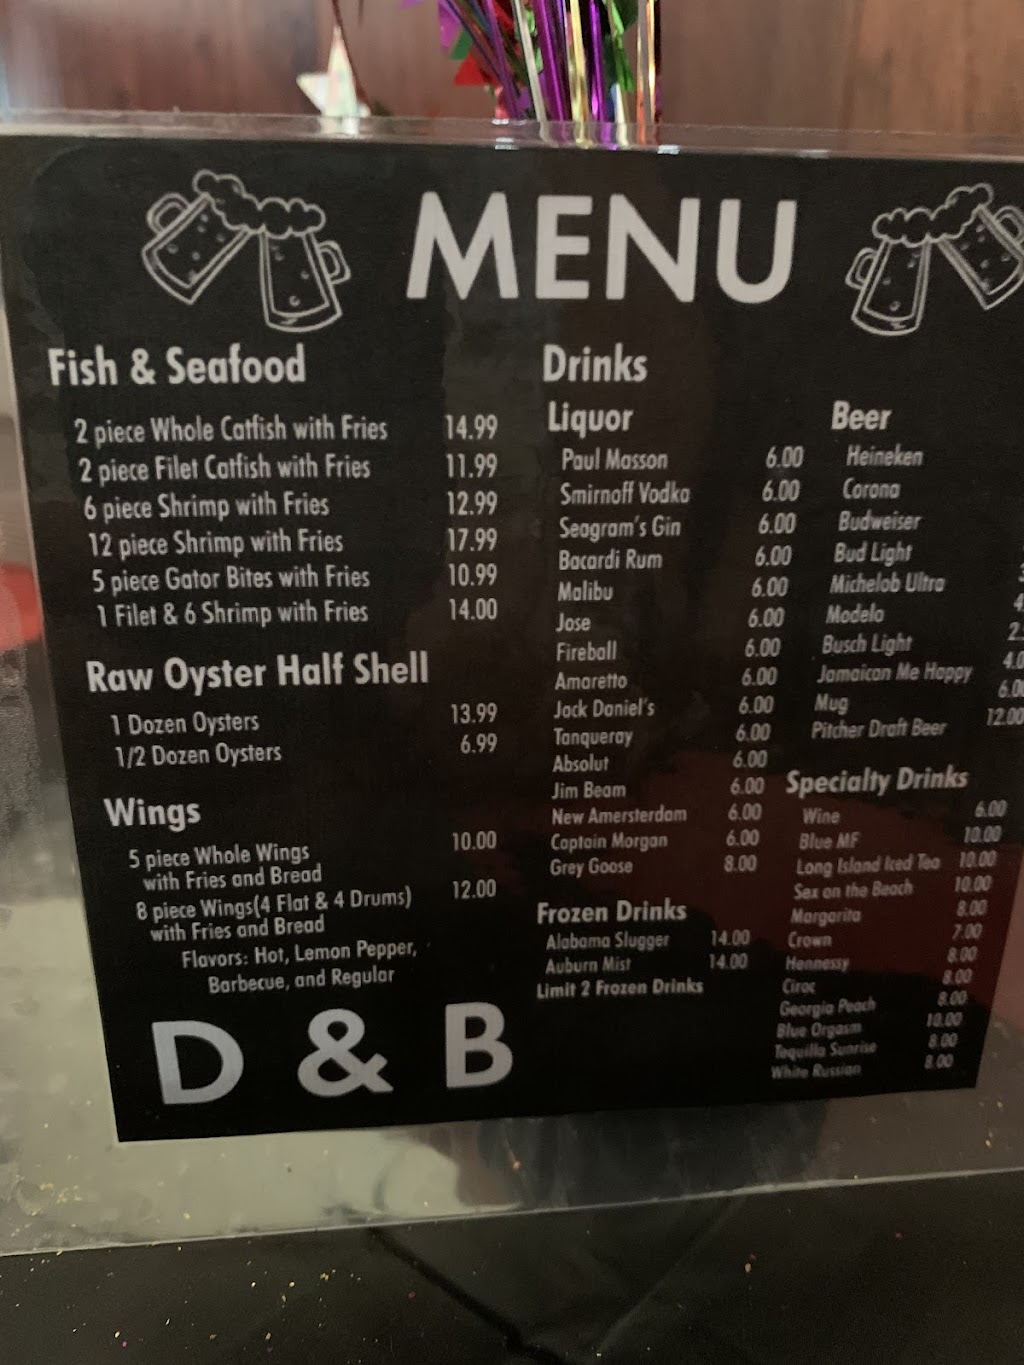 MENU
Fish & Seafood
2 piece Whole Catfish with Fries 14.99
2 piece Filet Catfish with Fries 11.99
6 piece Shrimp with Fries 12.99
12 piece Shrimp with Fries 17.99
5 piece Gator Bites with Fries 10.99
1 Filet & 6 Shrimp with Fries 14.00
Raw Oyster Half Shell
1 Dozen Oysters 13.99
1/2 Dozen Oysters 6.99
Wings
5 piece Whole Wings 10.00
with Fries and Bread
8 piece Wings(4 Flat & 4 Drums) 12.00
with Fries and Bread
Flavors: Hot, Lemon Pepper,
Barbecue, and Regular
D & B
Drinks
Liquor
Paul Masson 6.00
Smirnoff Vodka 6.00
Seagram's Gin 6.00
Bacardi Rum 6.00
Malibu 6.00
Jose 6.00
Fireball 6.00
Amaretto 6.00
Jack Daniel's 6.00
Tanqueray 6.00
Absolut 6.00
Jim Beam 6.00
New Amersterdam 6.00
Captain Morgan 6.00
Grey Goose 8.00
Frozen Drinks
Alabama Slugger 14.00
Auburn Mist 14.00
Limit 2 Frozen Drinks
Beer
Heineken
Corona
Budweiser
Bud Light
Michelob Ultra
Modelo
Busch Light
Jamaican Me Happy
Mug 6.00
Pitcher Draft Beer 12.00
Specialty Drinks
Wine 6.00
Blue MF 10.00
Long Island Iced Tea 10.00
Sex on the Beach 10.00
Margarita 8.00
Crown 7.00
Hennessy 8.00
Ciroc 8.00
Georgia Peach 8.00
Blue Orgasm 10.00
Tequilla Sunrise 8.00
White Russian 8.00